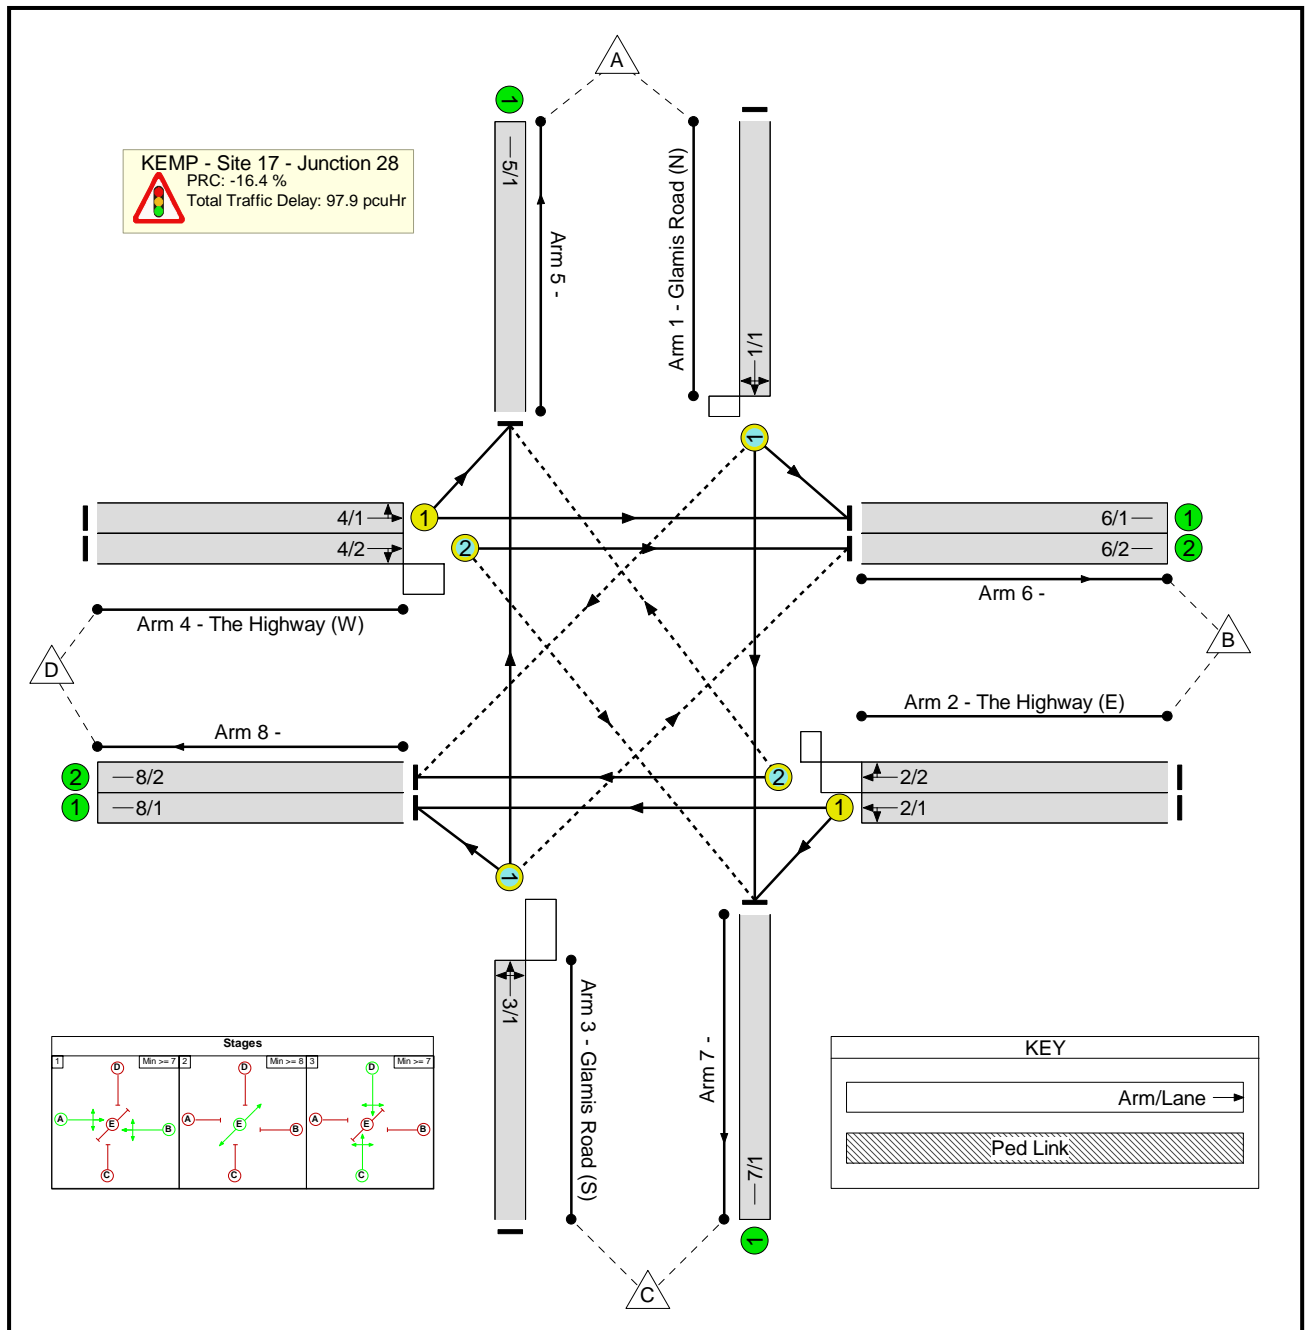 A
1
5/1
KEMP - Site 17 - Junction 28
PRC: -16.4 %
Total Traffic Delay: 97.9 pcuHr
Arm 5 -
Arm 1 - Glamis Road (N)
1/1
1
4/1
1
6/1
1
4/2
2
6/2
2
Arm 6 -
Arm 4 - The Highway (W)
D
B
Arm 2 - The Highway (E)
Arm 8 -
2
8/2
2
2/2
1
8/1
1
2/1
1
3/1
Arm 3 - Glamis Road (S)
Arm 7 -
7/1
1
C
Stages
1
Min >= 7
2
Min >= 8
3
Min >= 7
D
A
E
B
C
D
A
E
B
C
D
A
E
B
C
KEY
Arm/Lane
Ped Link